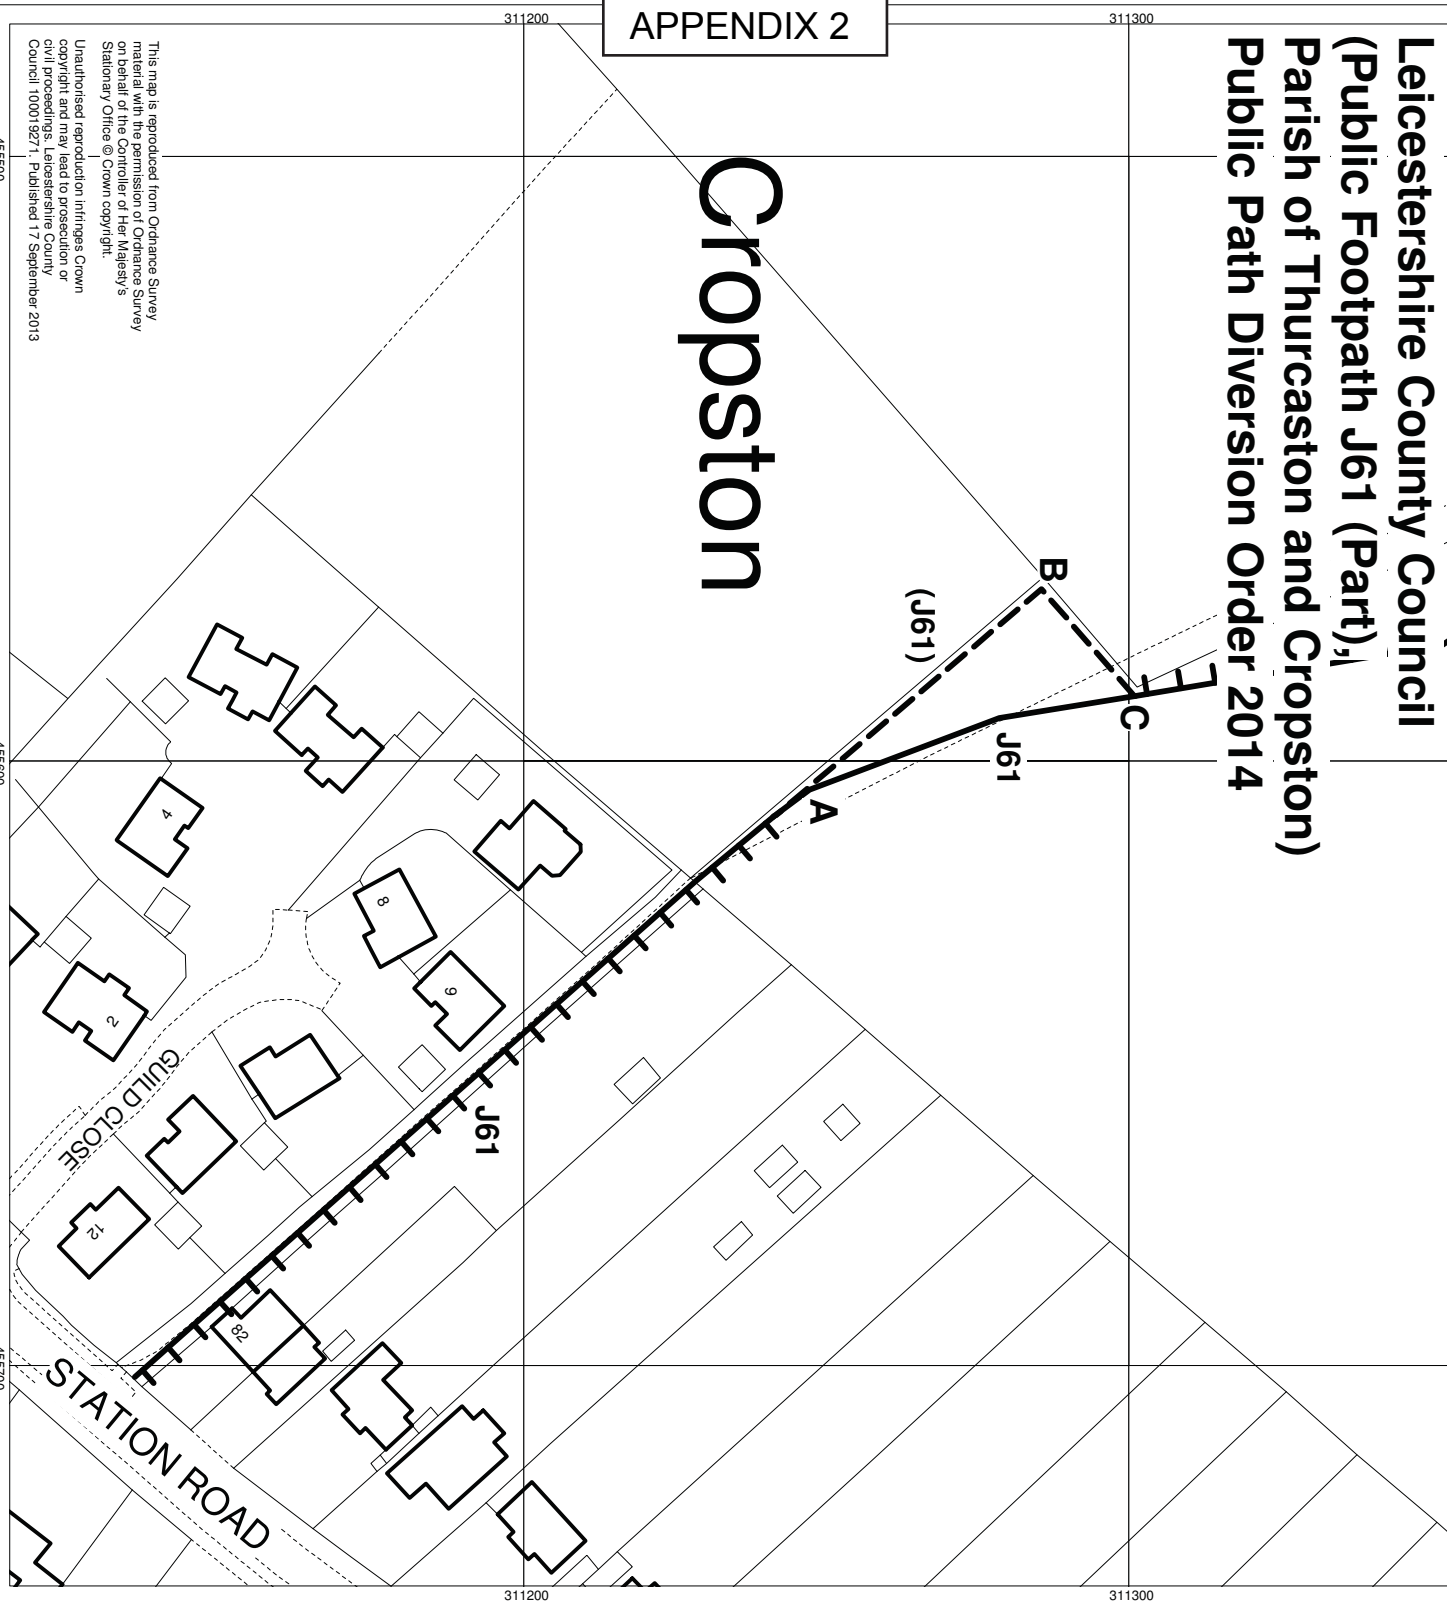 APPENDIX 2
Leicestershire County Council
(Public Footpath J61 (Part),
Parish of Thurcaston and Cropston)
Public Path Diversion Order 2014
311200
311300
This map is reproduced from Ordnance Survey
material with the permission of Ordnance Survey
on behalf of the Controller of Her Majesty's
Stationary Office © Crown copyright.
Unauthorised reproduction infringes Crown
copyright and may lead to prosecution or
civil proceedings. Leicestershire County
Council 100019271. Published 17 September 2013
Cropston
B
(J61)
C
J61
A
4
8
9
2
GUILD CLOSE
J61
12
82
STATION ROAD
311200
311300